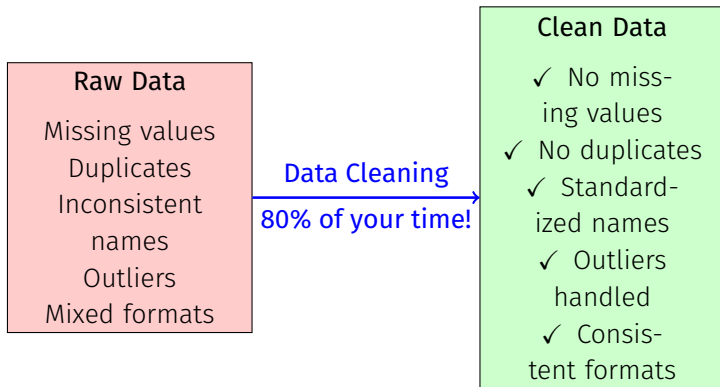 Raw Data
Missing values
Duplicates
Inconsistent
names
Outliers
Mixed formats
Data Cleaning
80% of your time!
Clean Data
✓ No miss-
ing values
✓ No duplicates
✓ Standard-
ized names
✓ Outliers
handled
✓ Consis-
tent formats